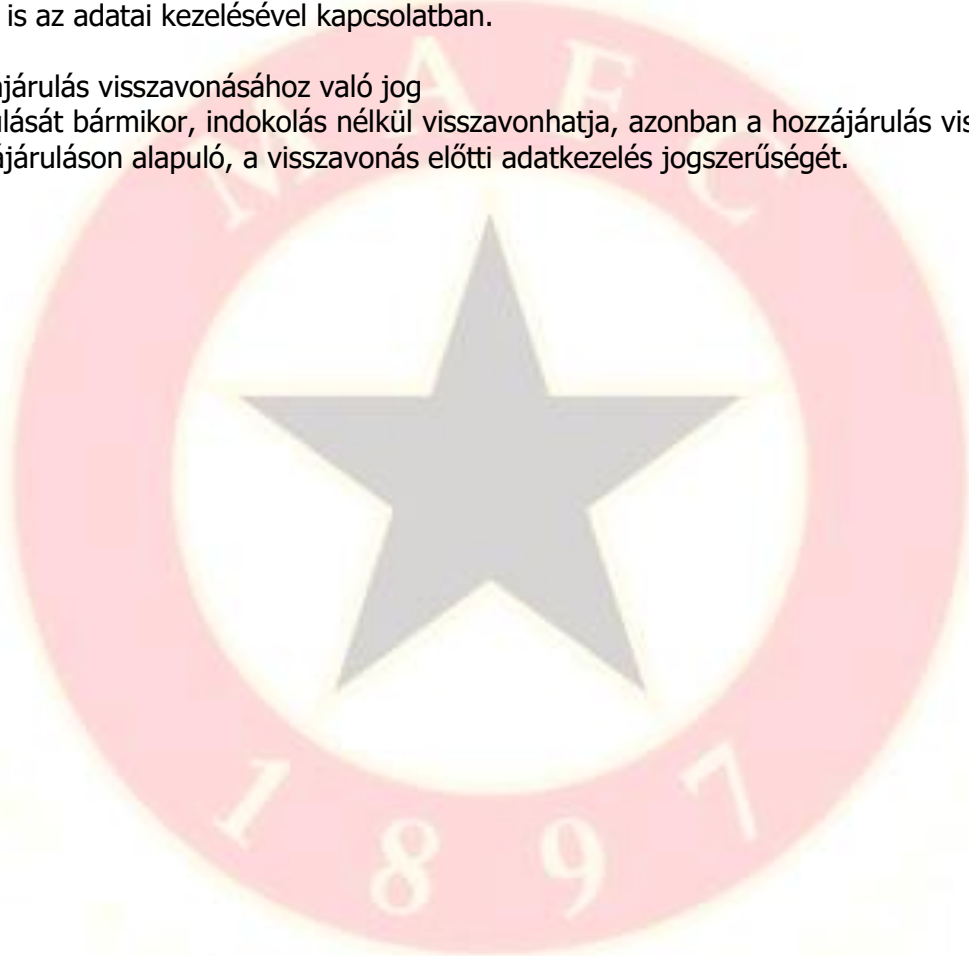 is az adatai kezelésével kapcsolatban.
járulás visszavonásához való jog
lását bármikor, indokolás nélkül visszavonhatja, azonban a hozzájárulás vis
járuláson alapuló, a visszavonás előtti adatkezelés jogszerűségét.
MAEC
1897